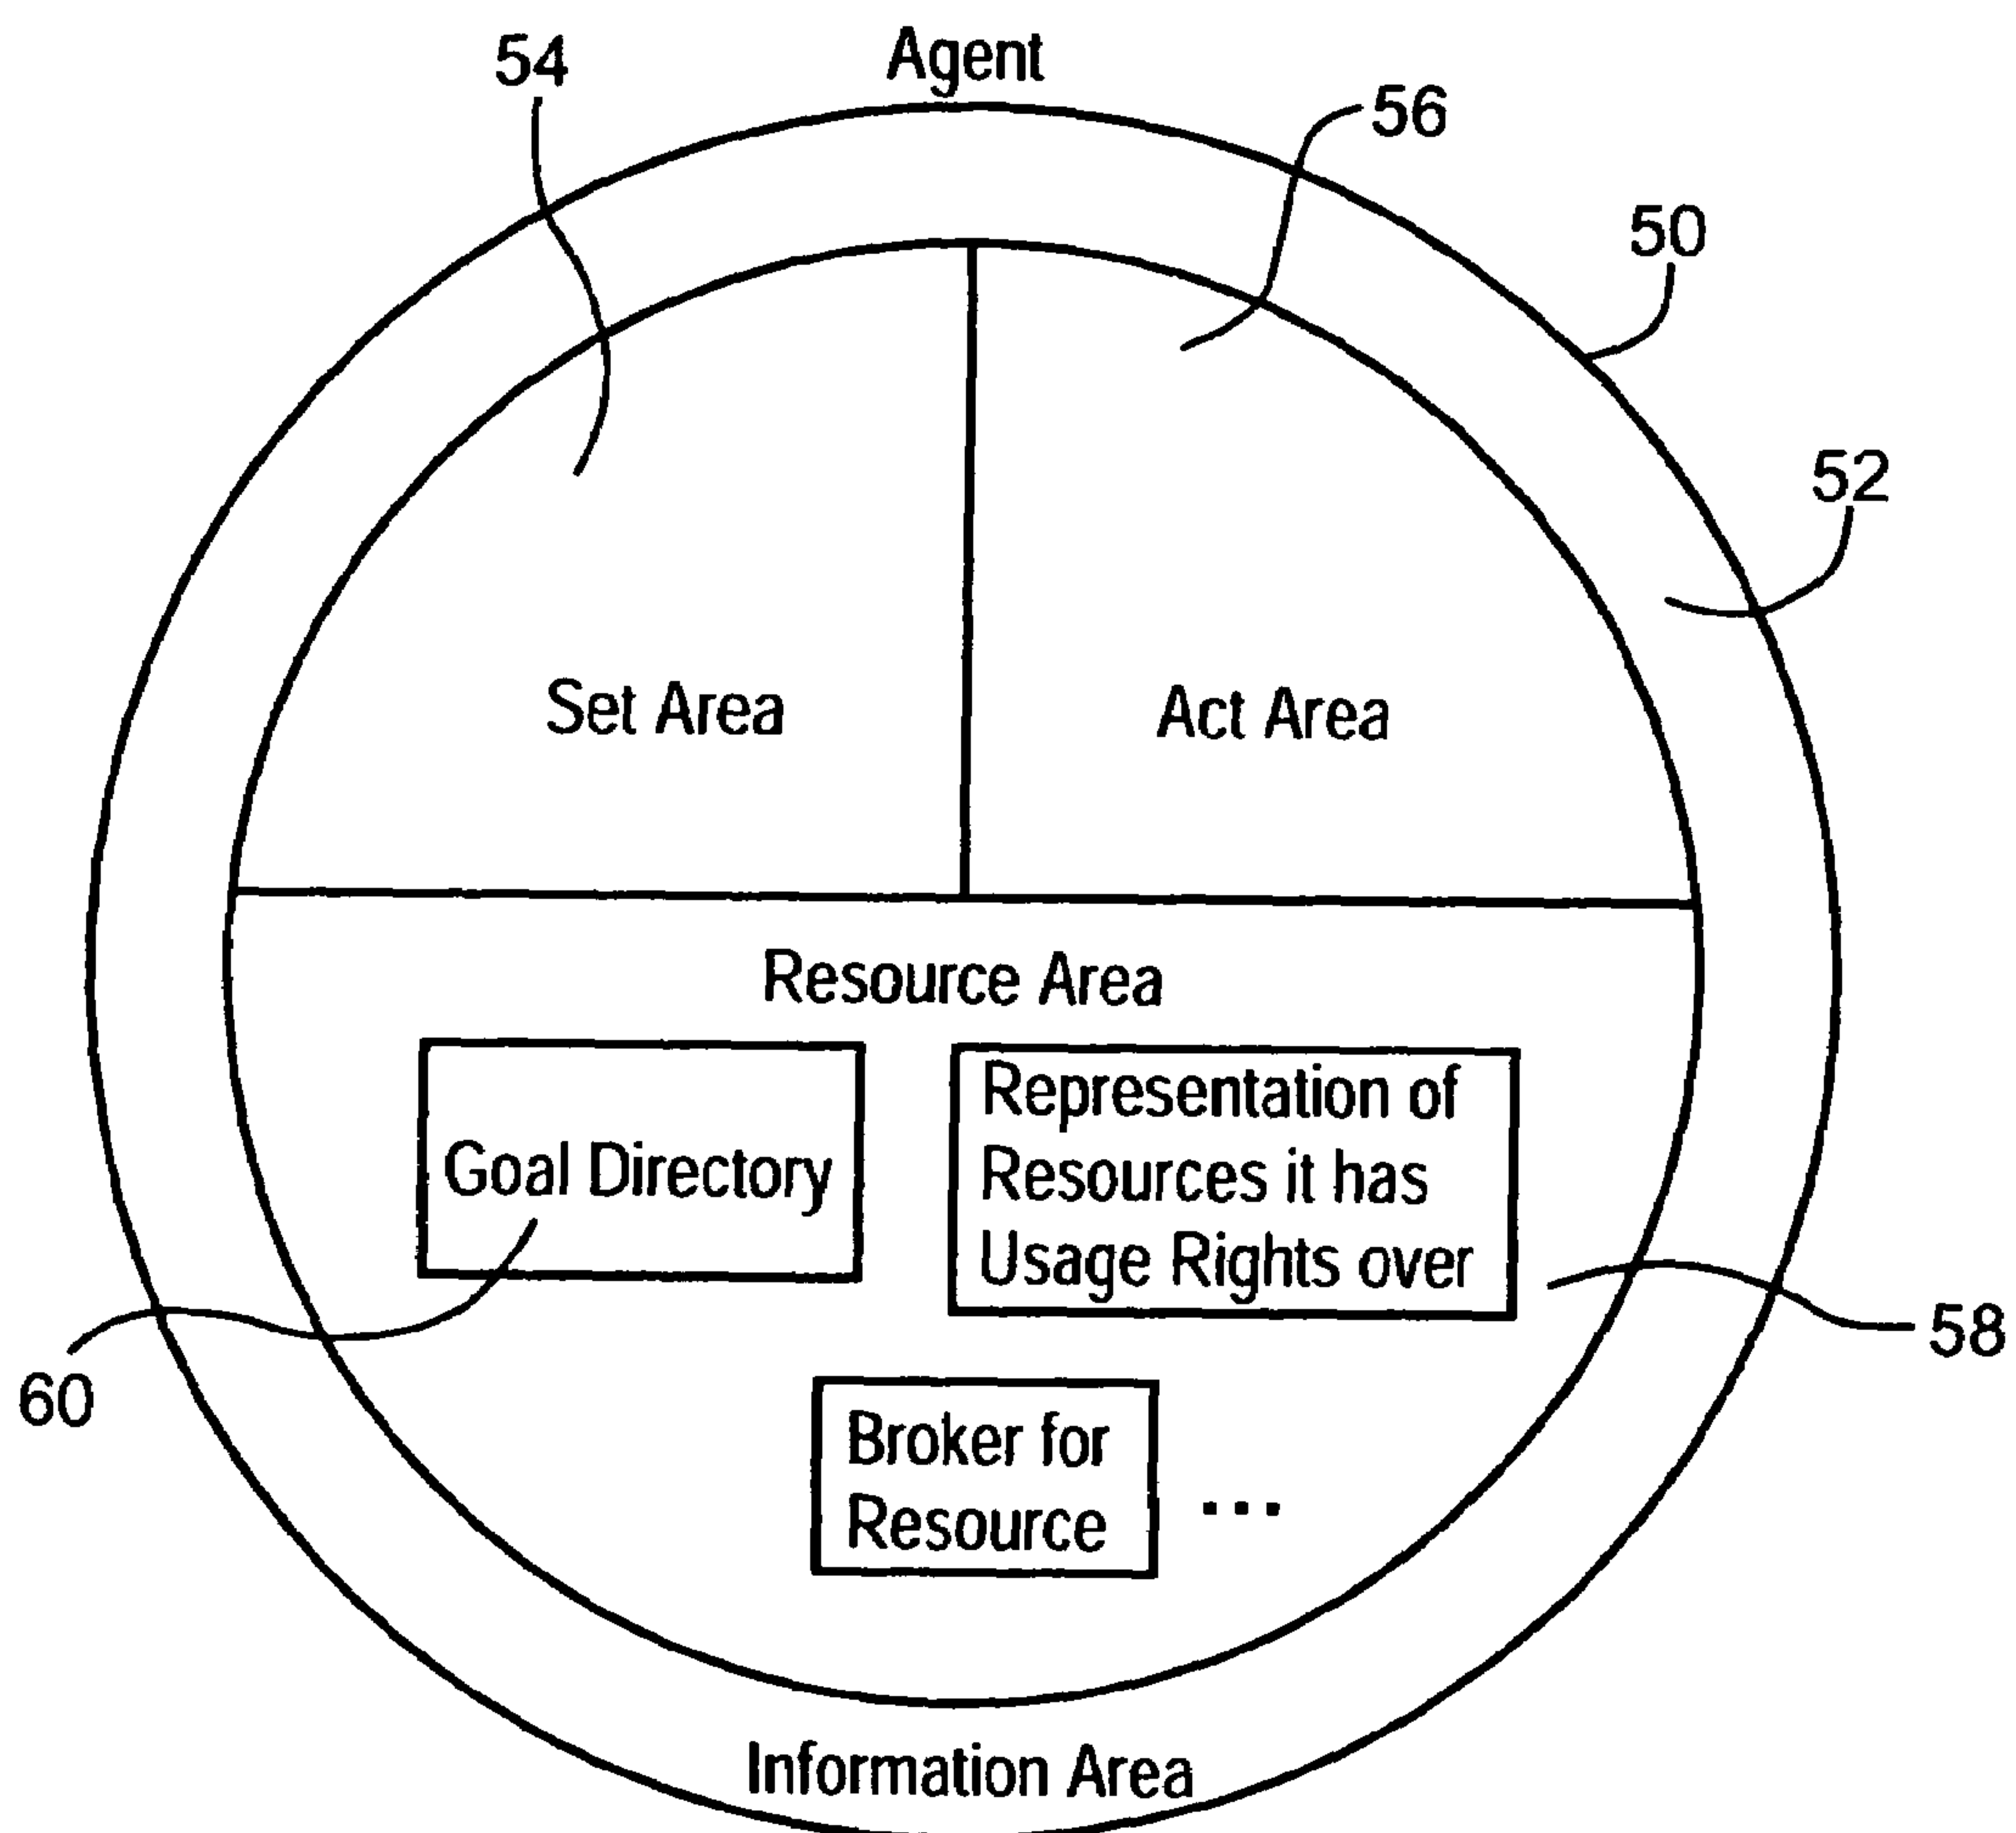 Agent
54
56
50
52
Set Area
Act Area
Resource Area
Goal Directory
Representation of
Resources it has
Usage Rights over
58
60
Broker for
Resource
...
Information Area